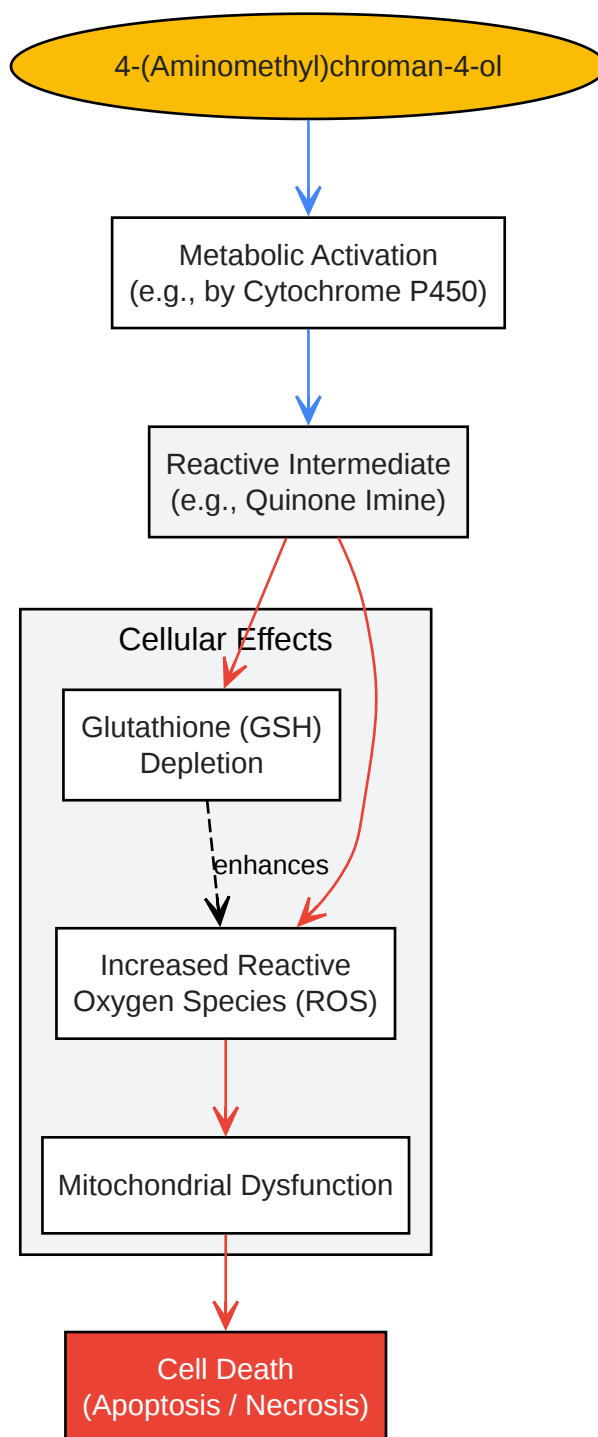 4-(Aminomethyl)chroman-4-ol
Metabolic Activation
(e.g., by Cytochrome P450)
Reactive Intermediate
(e.g., Quinone Imine)
Cellular Effects
Glutathione (GSH)
Depletion
enhances
Increased Reactive
Oxygen Species (ROS)
Mitochondrial Dysfunction
Cell Death
(Apoptosis / Necrosis)